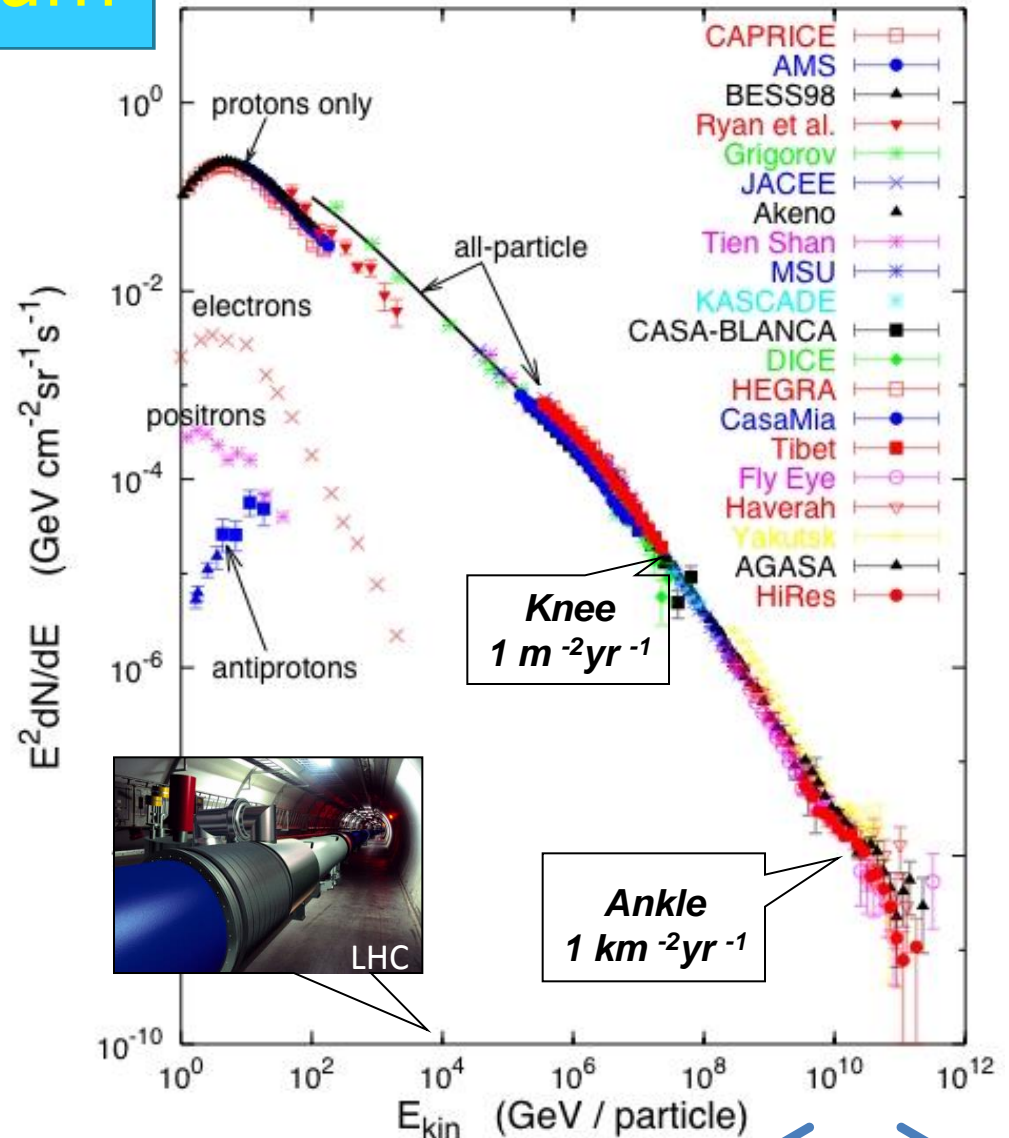 CAPRICE
AMS
BESS98
Ryan et al.
Grigorov
JACEE
Akeno
Tien Shan
MSU
KASCADE
CASA-BLANCA
DICE
HEGRA
CasaMia
Tibet
Fly Eye
Haverah
Yakutsk
AGASA
HiRes
protons only
all-particle
electrons
positrons
antiprotons
Knee
1 m -2yr -1
Ankle
1 km -2yr -1
LHC
E2dN/dE (GeV cm-2sr-1s-1)
10^0
10^-2
10^-4
10^-6
10^-10
10^0 10^2 10^4 10^6 10^8 10^10 10^12
Ekin (GeV / particle)